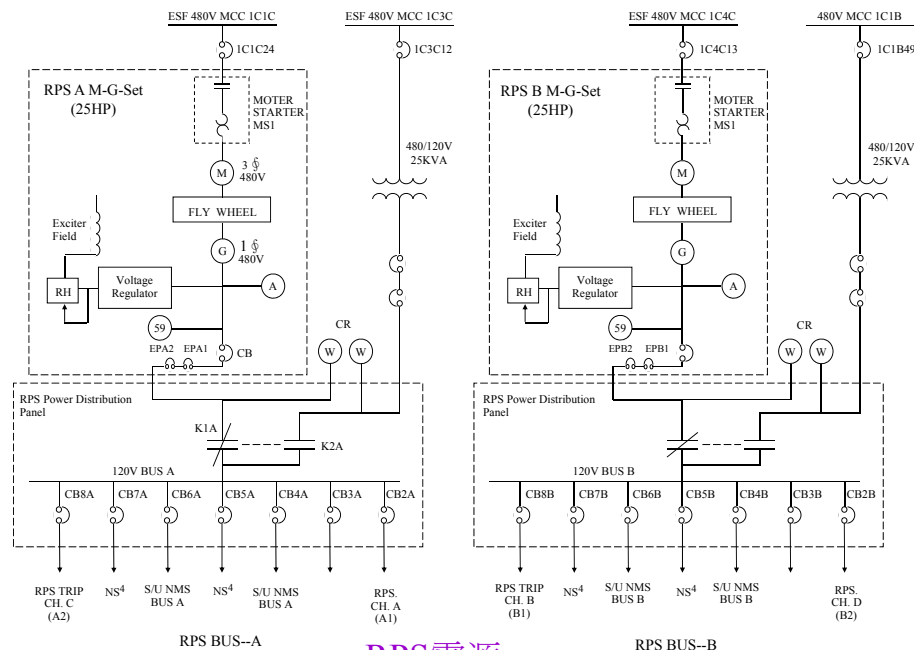 ESF 480V MCC 1C1C
ESF 480V MCC 1C3C
ESF 480V MCC 1C4C
480V MCC 1C1B
1C1C24
1C3C12
1C4C13
1C1B49
RPS A M-G-Set
(25HP)
MOTER
STARTER
MS1
480/120V
25KVA
M
3 ∮
480V
FLY WHEEL
Exciter
Field
G
1 ∮
480V
RH
Voltage
Regulator
A
59
EPA2
EPA1
CB
CR
W
W
RPS Power Distribution
Panel
K1A
K2A
120V BUS A
CB8A
CB7A
CB6A
CB5A
CB4A
CB3A
CB2A
RPS TRIP
CH. C
(A2)
NS4
S/U NMS
BUS A
NS4
S/U NMS
BUS A
RPS.
CH. A
(A1)
RPS BUS--A
RPS B M-G-Set
(25HP)
MOTER
STARTER
MS1
480/120V
25KVA
M
3 ∮
480V
FLY WHEEL
Exciter
Field
G
1 ∮
480V
RH
Voltage
Regulator
A
59
EPB2
EPB1
CR
W
W
RPS Power Distribution
Panel
120V BUS B
CB8B
CB7B
CB6B
CB5B
CB4B
CB3B
CB2B
RPS TRIP
CH. B
(B1)
NS4
S/U NMS
BUS B
NS4
S/U NMS
BUS B
RPS.
CH. D
(B2)
RPS BUS--B
RPS電源